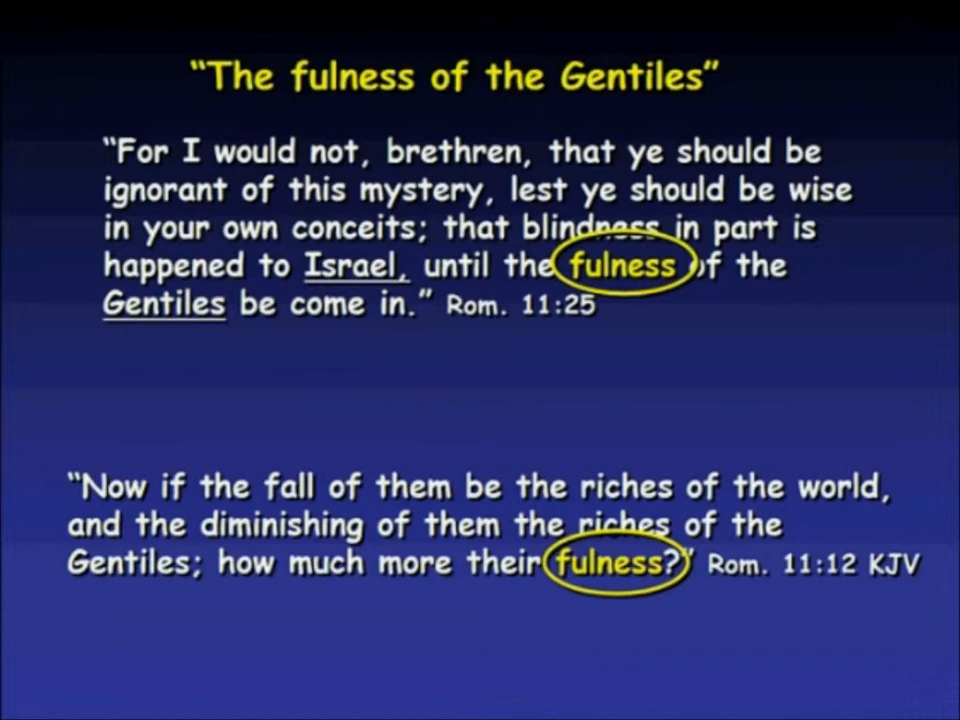 “The fulness of the Gentiles”
“For I would not, brethren, that ye should be
ignorant of this mystery, lest ye should be wise
in your own conceits; that blindness in part is
happened to Israel, until the fulness of the
Gentiles be come in.” Rom. 11:25
“Now if the fall of them be the riches of the world,
and the diminishing of them the riches of the
Gentiles; how much more their fulness?” Rom. 11:12 KJV